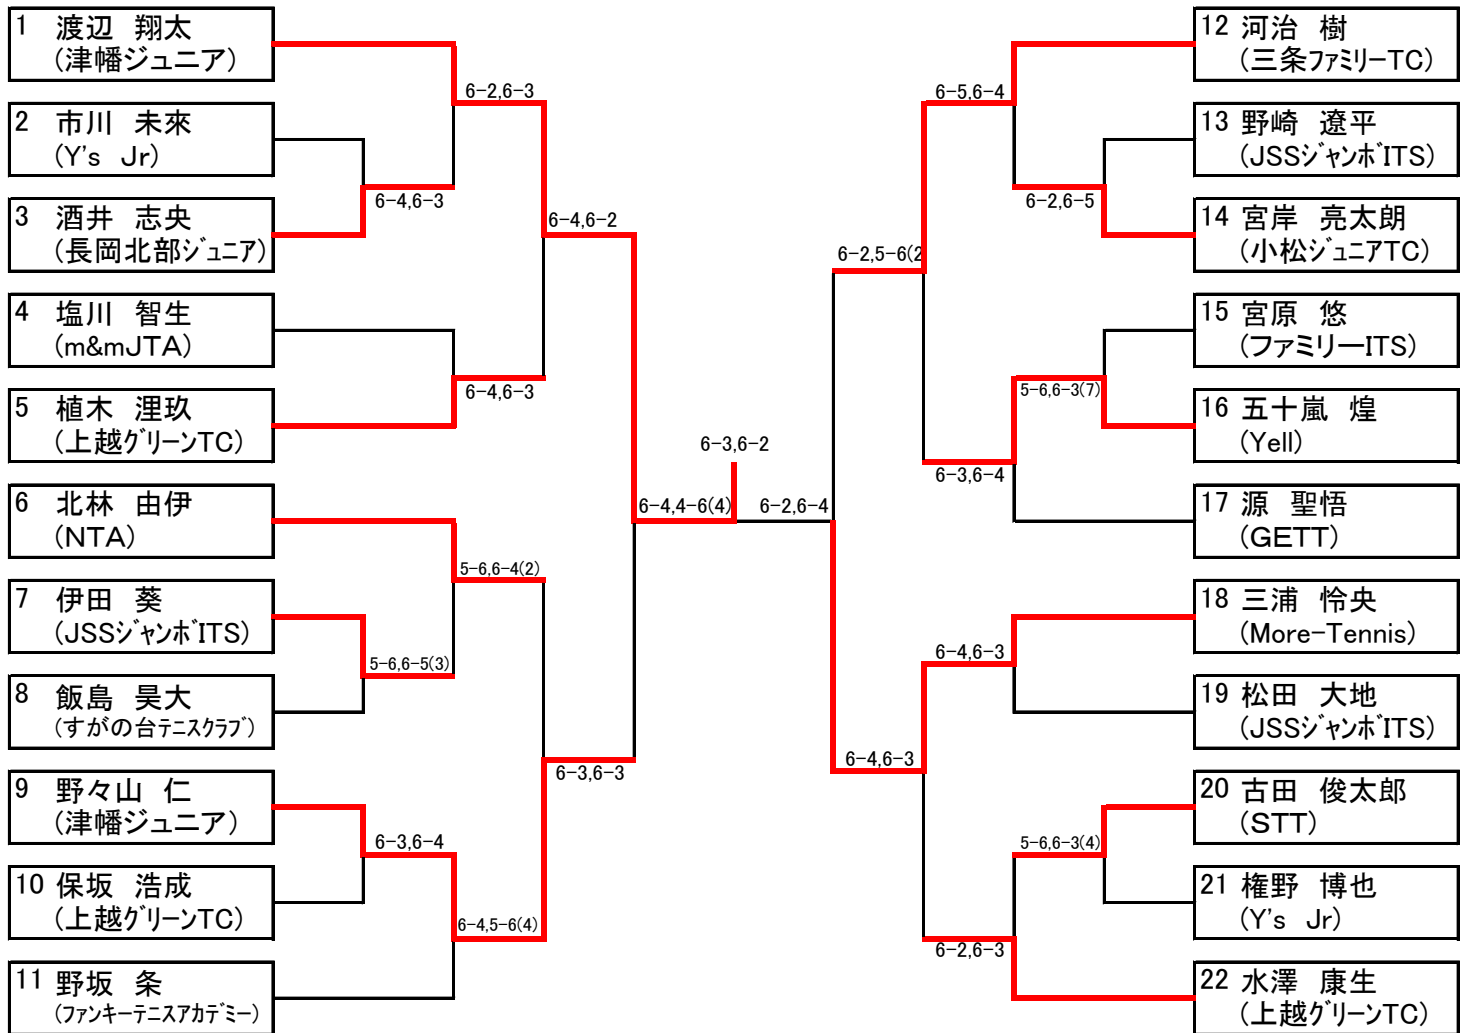 1 渡辺 翔太
(津幡ジュニア)
2 市川 未來
(Y's Jr)
3 酒井 志央
(長岡北部ジュニア)
4 塩川 智生
(m&mJTA)
5 植木 浬玖
(上越グリーンTC)
6 北林 由伊
(NTA)
7 伊田 葵
(JSSジャンボITS)
8 飯島 昊大
(すがの台テニスクラブ)
9 野々山 仁
(津幡ジュニア)
10 保坂 浩成
(上越グリーンTC)
11 野坂 条
(ファンキーテニスアカデミー)
6-4,6-3
5-6,6-5(3)
6-3,6-4
6-2,6-3
6-4,6-3
5-6,6-4(2)
6-4,5-6(4)
6-4,6-2
6-3,6-3
6-4,4-6(4)
6-3,6-2
6-2,6-4
6-2,5-6(2
6-4,6-3
6-5,6-4
6-3,6-4
6-4,6-3
6-2,6-3
6-2,6-5
5-6,6-3(7)
5-6,6-3(4)
12 河治 樹
(三条ファミリーTC)
13 野崎 遼平
(JSSジャンボITS)
14 宮岸 亮太朗
(小松ジュニアTC)
15 宮原 悠
(ファミリーITS)
16 五十嵐 煌
(Yell)
17 源 聖悟
(GETT)
18 三浦 怜央
(More-Tennis)
19 松田 大地
(JSSジャンボITS)
20 古田 俊太郎
(STT)
21 権野 博也
(Y's Jr)
22 水澤 康生
(上越グリーンTC)